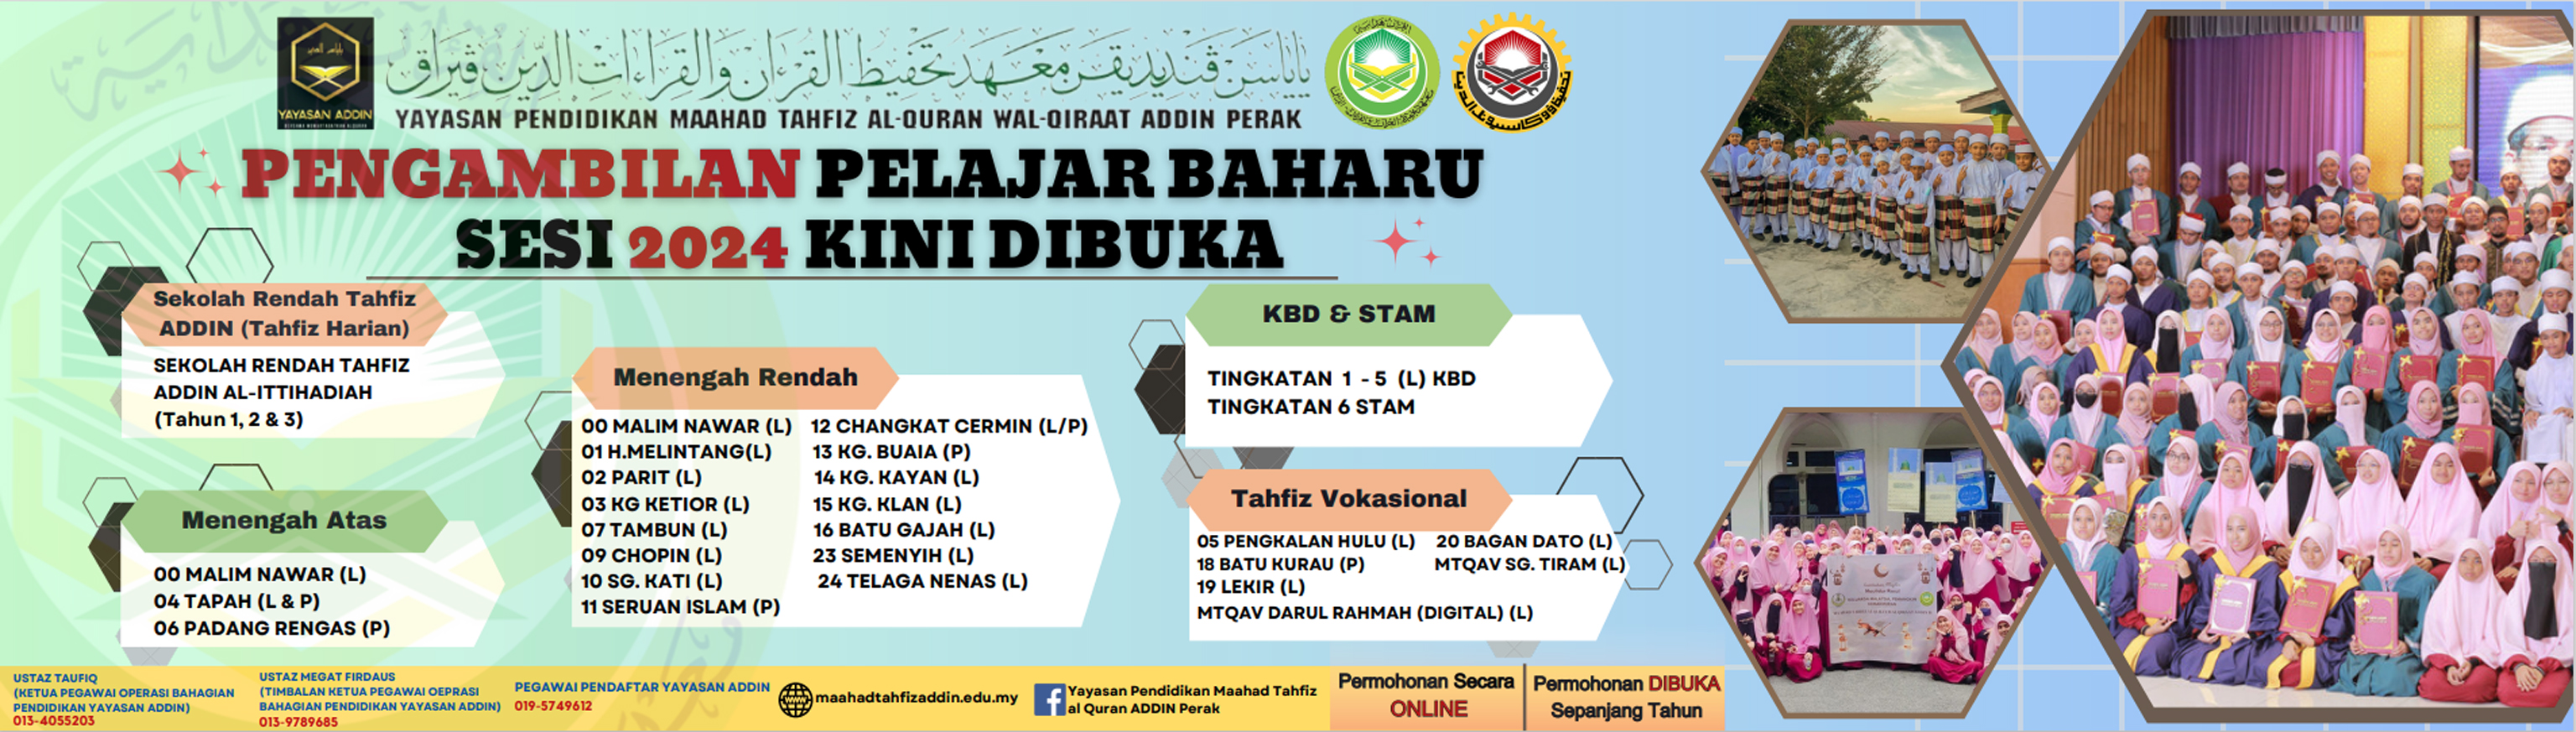 ياياسن ڤنديديقن معهد تحفيظ القرءان والقراءات الدين ڤيراق
YAYASAN ADDIN
YAYASAN PENDIDIKAN MAAHAD TAHFIZ AL-QURAN WAL-QIRAAT ADDIN PERAK
PENGAMBILAN PELAJAR BAHARU
SESI 2024 KINI DIBUKA
Sekolah Rendah Tahfiz
ADDIN (Tahfiz Harian)
SEKOLAH RENDAH TAHFIZ
ADDIN AL-ITTIHADIAH
(Tahun 1, 2 & 3)
Menengah Atas
00 MALIM NAWAR (L)
04 TAPAH (L & P)
06 PADANG RENGAS (P)
Menengah Rendah
00 MALIM NAWAR (L)
01 H.MELINTANG(L)
02 PARIT (L)
03 KG KETIOR (L)
07 TAMBUN (L)
09 CHOPIN (L)
10 SG. KATI (L)
11 SERUAN ISLAM (P)
12 CHANGKAT CERMIN (L/P)
13 KG. BUAIA (P)
14 KG. KAYAN (L)
15 KG. KLAN (L)
16 BATU GAJAH (L)
23 SEMENYIH (L)
24 TELAGA NENAS (L)
KBD & STAM
TINGKATAN 1 - 5 (L) KBD
TINGKATAN 6 STAM
Tahfiz Vokasional
05 PENGKALAN HULU (L)
18 BATU KURAU (P)
19 LEKIR (L)
MTQAV DARUL RAHMAH (DIGITAL) (L)
20 BAGAN DATO (L)
MTQAV SG. TIRAM (L)
USTAZ TAUFIQ
(KETUA PEGAWAI OPERASI BAHAGIAN
PENDIDIKAN YAYASAN ADDIN)
013-4055203
USTAZ MEGAT FIRDAUS
(TIMBALAN KETUA PEGAWAI OEPRASI
BAHAGIAN PENDIDIKAN YAYASAN ADDIN)
013-9789685
PEGAWAI PENDAFTAR YAYASAN ADDIN
019-5749612
maahadtahfizaddin.edu.my
Yayasan Pendidikan Maahad Tahfiz
al Quran ADDIN Perak
Permohonan Secara
ONLINE
Permohonan DIBUKA
Sepanjang Tahun